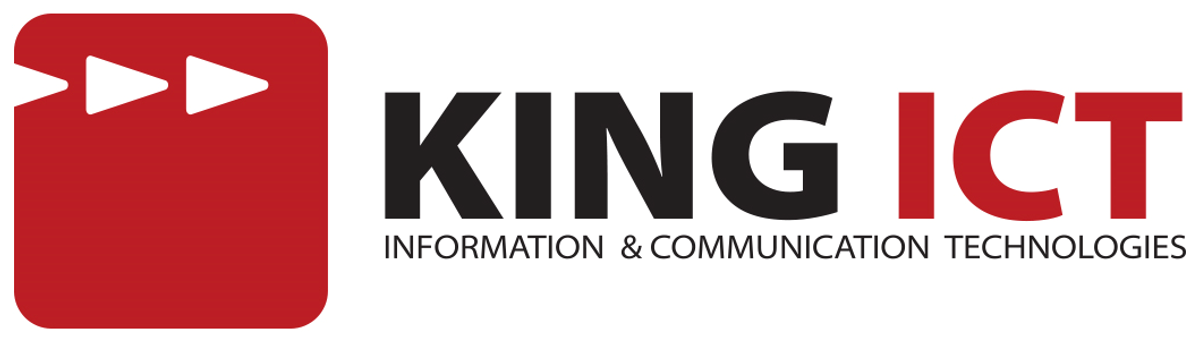 KING ICT
INFORMATION & COMMUNICATION TECHNOLOGIES